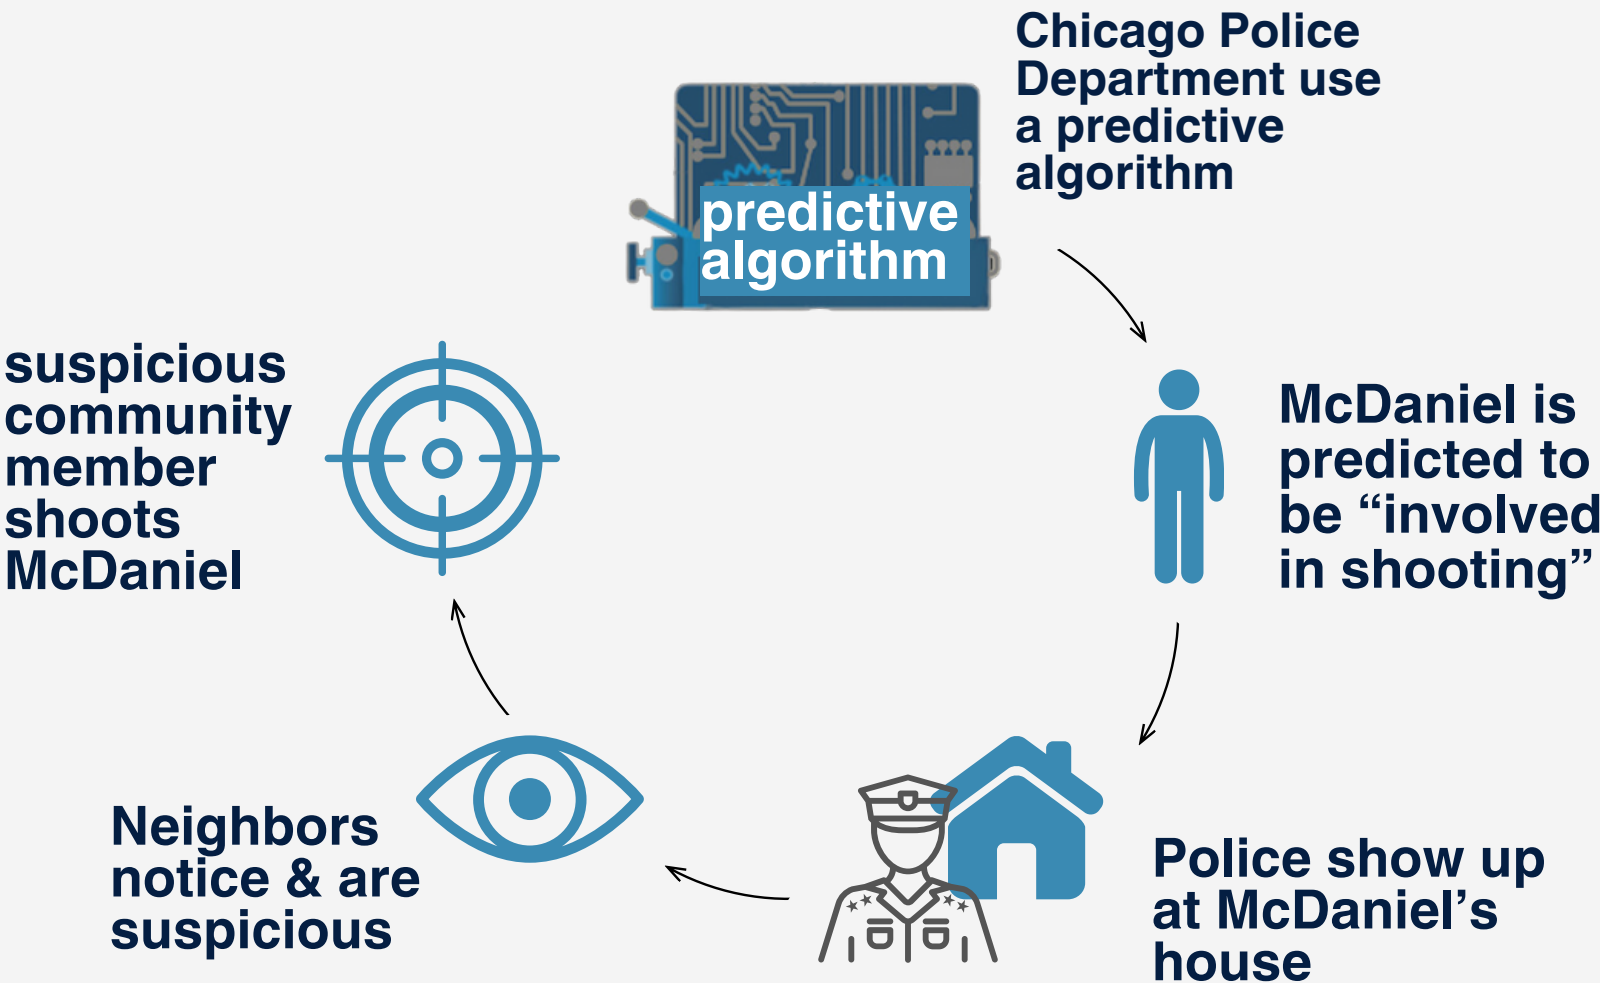 Chicago Police
Department use
a predictive
algorithm
predictive
algorithm
McDaniel is
predicted to
be “involved
in shooting”
Police show up
at McDaniel’s
house
Neighbors
notice & are
suspicious
suspicious
community
member
shoots
McDaniel